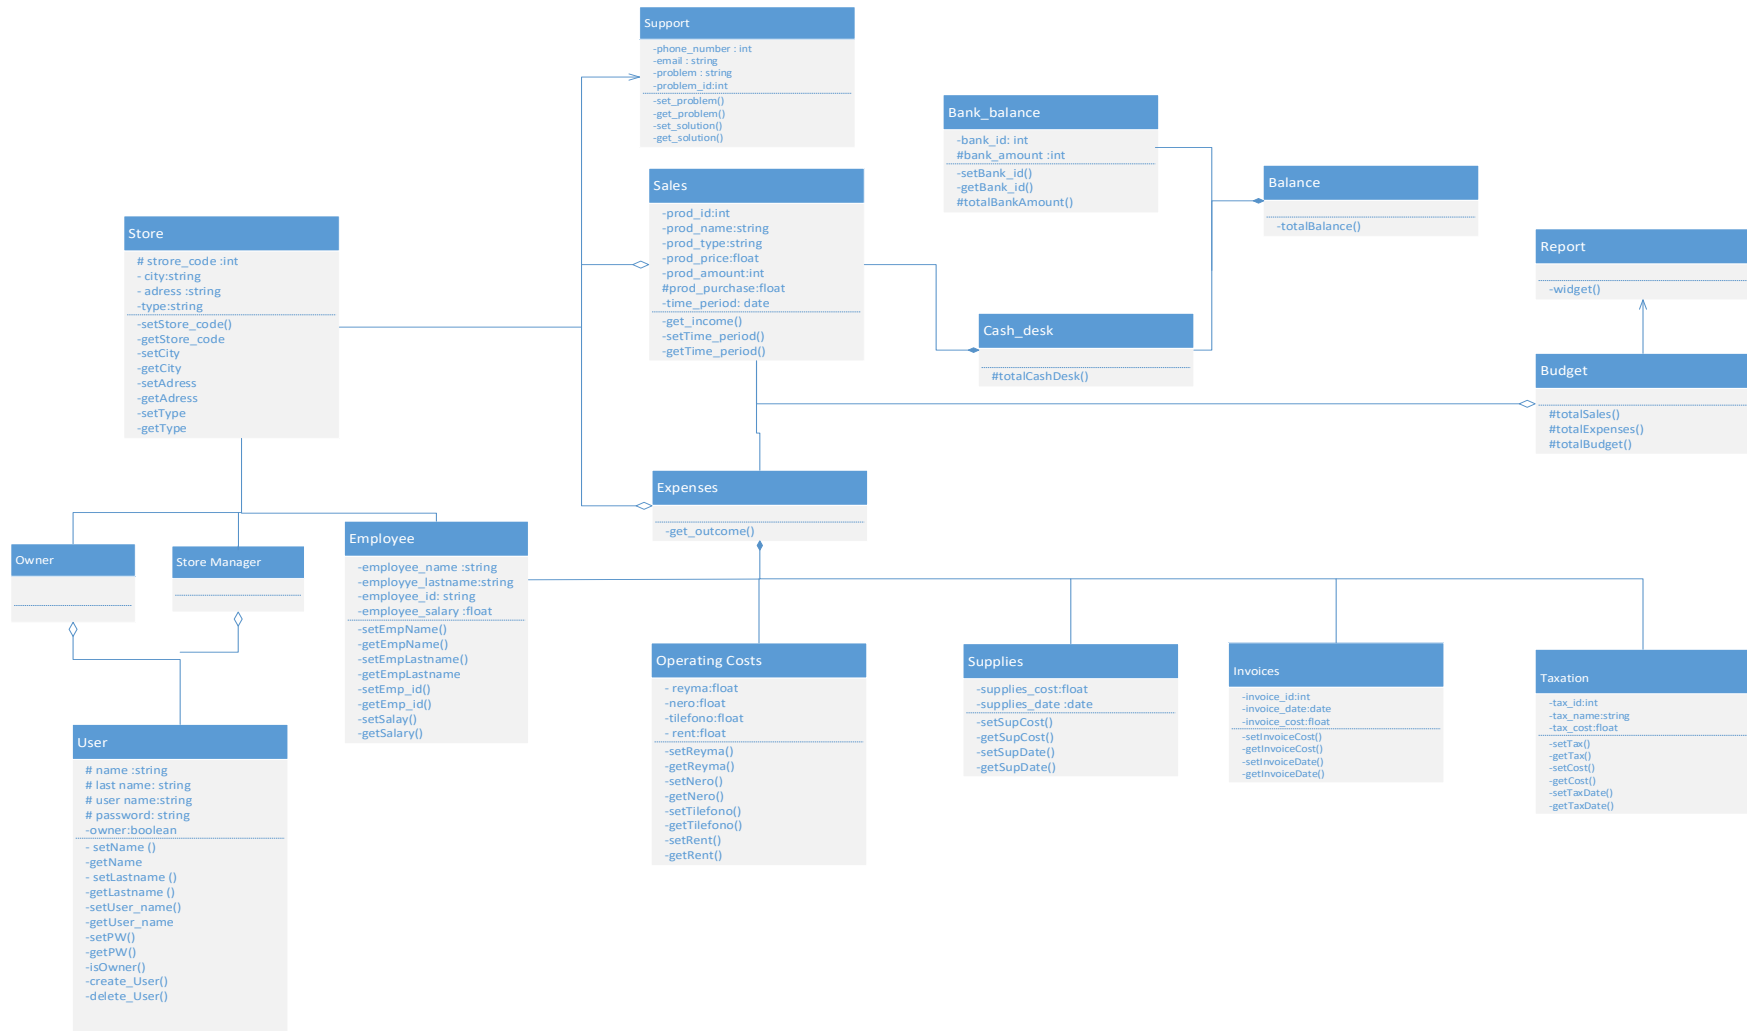 Support
-phone_number : int
-email : string
-problem : string
-problem_id:int
-set_problem()
-get_problem()
-set_solution()
-get_solution()
Bank_balance
-bank_id: int
#bank_amount :int
-setBank_id()
-getBank_id()
#totalBankAmount()
Balance
-totalBalance()
Sales
-prod_id:int
-prod_name:string
-prod_type:string
-prod_price:float
-prod_amount:int
#prod_purchase:float
-time_period: date
-get_income()
-setTime_period()
-getTime_period()
Store
# strore_code :int
- city:string
- adress :string
-type:string
-setStore_code()
-getStore_code
-setCity
-getCity
-setAdress
-getAdress
-setType
-getType
Report
-widget()
Cash_desk
#totalCashDesk()
Budget
#totalSales()
#totalExpenses()
#totalBudget()
Expenses
-get_outcome()
Owner
Store Manager
Employee
-employee_name :string
-employye_lastname:string
-employee_id: string
-employee_salary :float
-setEmpName()
-getEmpName()
-setEmpLastname()
-getEmpLastname
-setEmp_id()
-getEmp_id()
-setSalay()
-getSalary()
Operating Costs
- reyma:float
-nero:float
-tilefono:float
- rent:float
-setReyma()
-getReyma()
-setNero()
-getNero()
-setTilefono()
-getTilefono()
-setRent()
-getRent()
Supplies
-supplies_cost:float
-supplies_date :date
-setSupCost()
-getSupCost()
-setSupDate()
-getSupDate()
Invoices
-invoice_id:int
-invoice_date:date
-invoice_cost:float
-setInvoiceCost()
-getInvoiceCost()
-setInvoiceDate()
-getInvoiceDate()
Taxation
-tax_id:int
-tax_name:string
-tax_cost:float
-setTax()
-getTax()
-setCost()
-getCost()
-setTaxDate()
-getTaxDate()
User
# name :string
# last name: string
# user name:string
# password: string
-owner:boolean
- setName ()
-getName
- setLastname ()
-getLastname ()
-setUser_name()
-getUser_name
-setPW()
-getPW()
-isOwner()
-create_User()
-delete_User()